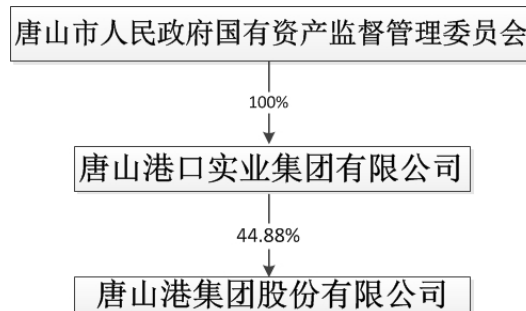 唐山市人民政府国有资产监督管理委员会
100%
唐山港口实业集团有限公司
44.88%
唐山港集团股份有限公司